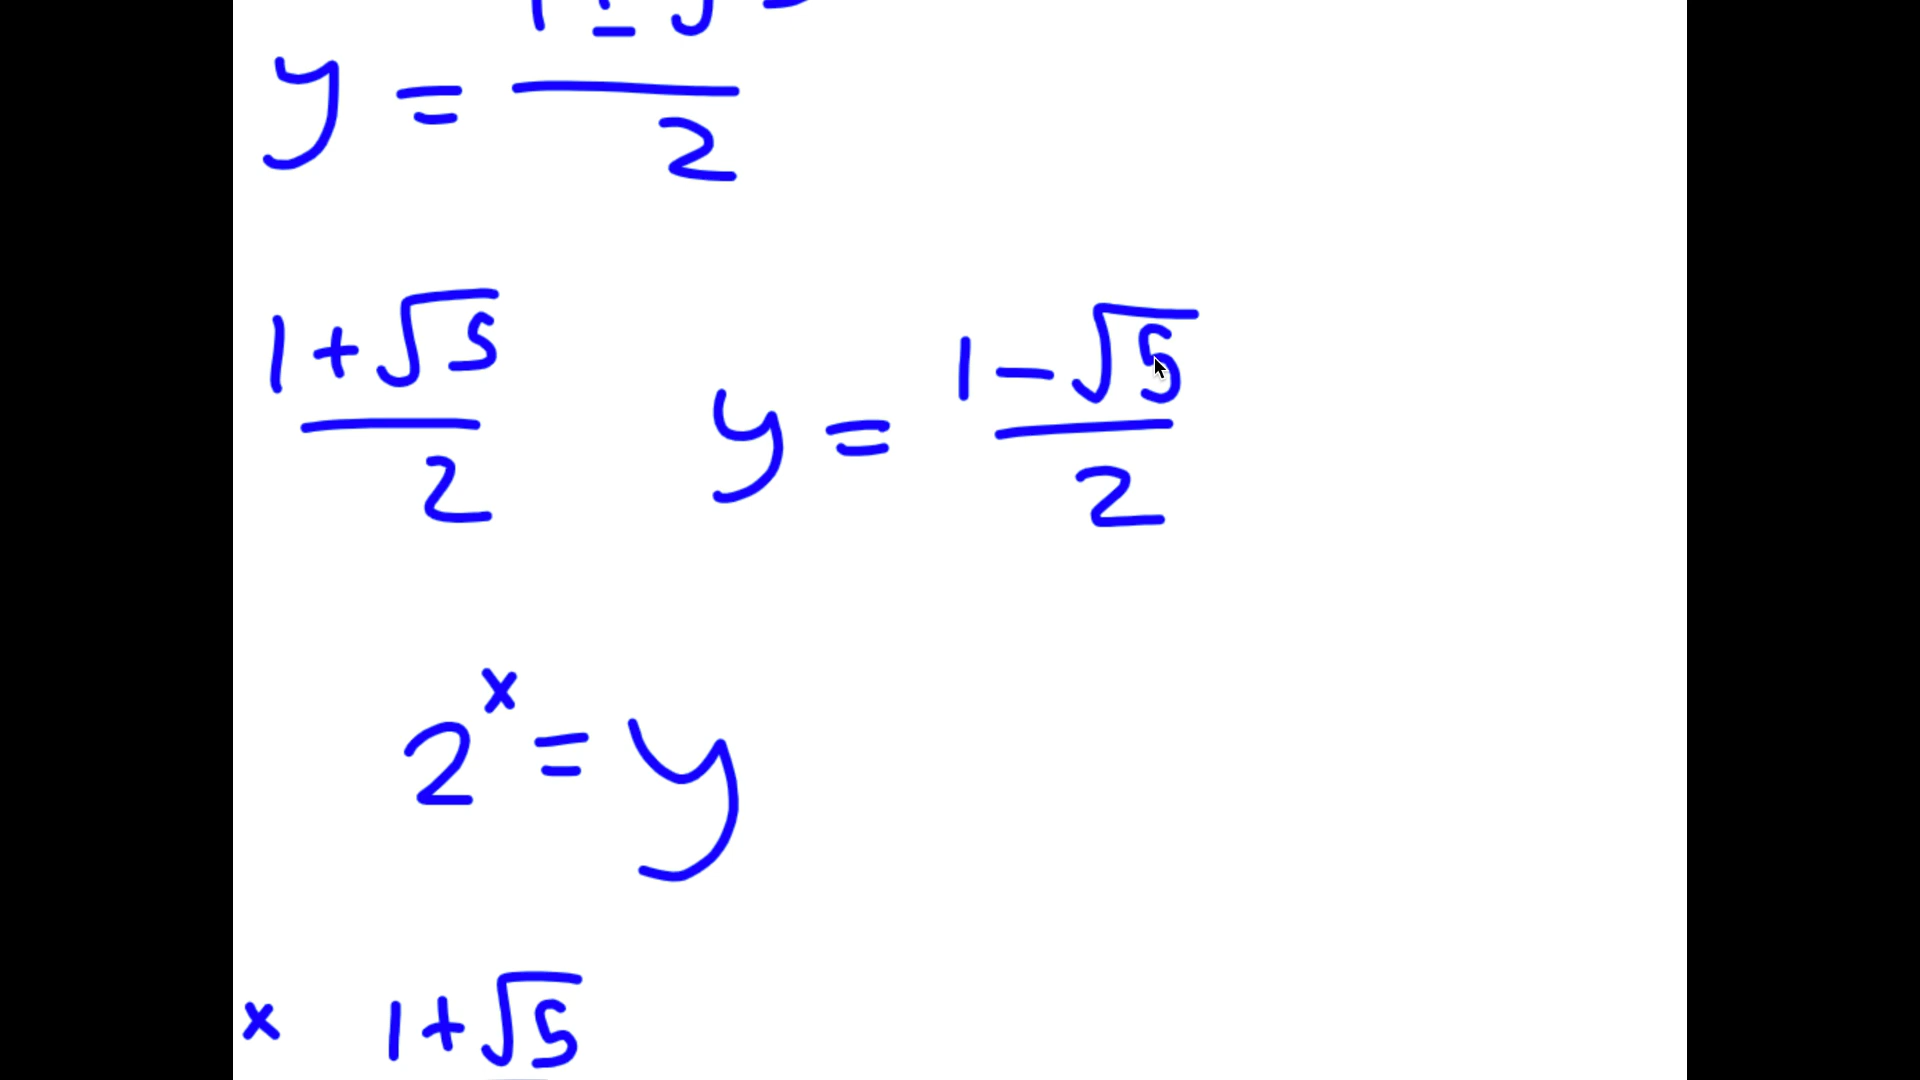 y = 1 ± √5 / 2
1 + √5 / 2 y = 1 - √5 / 2
2^x = y
x 1 + √5